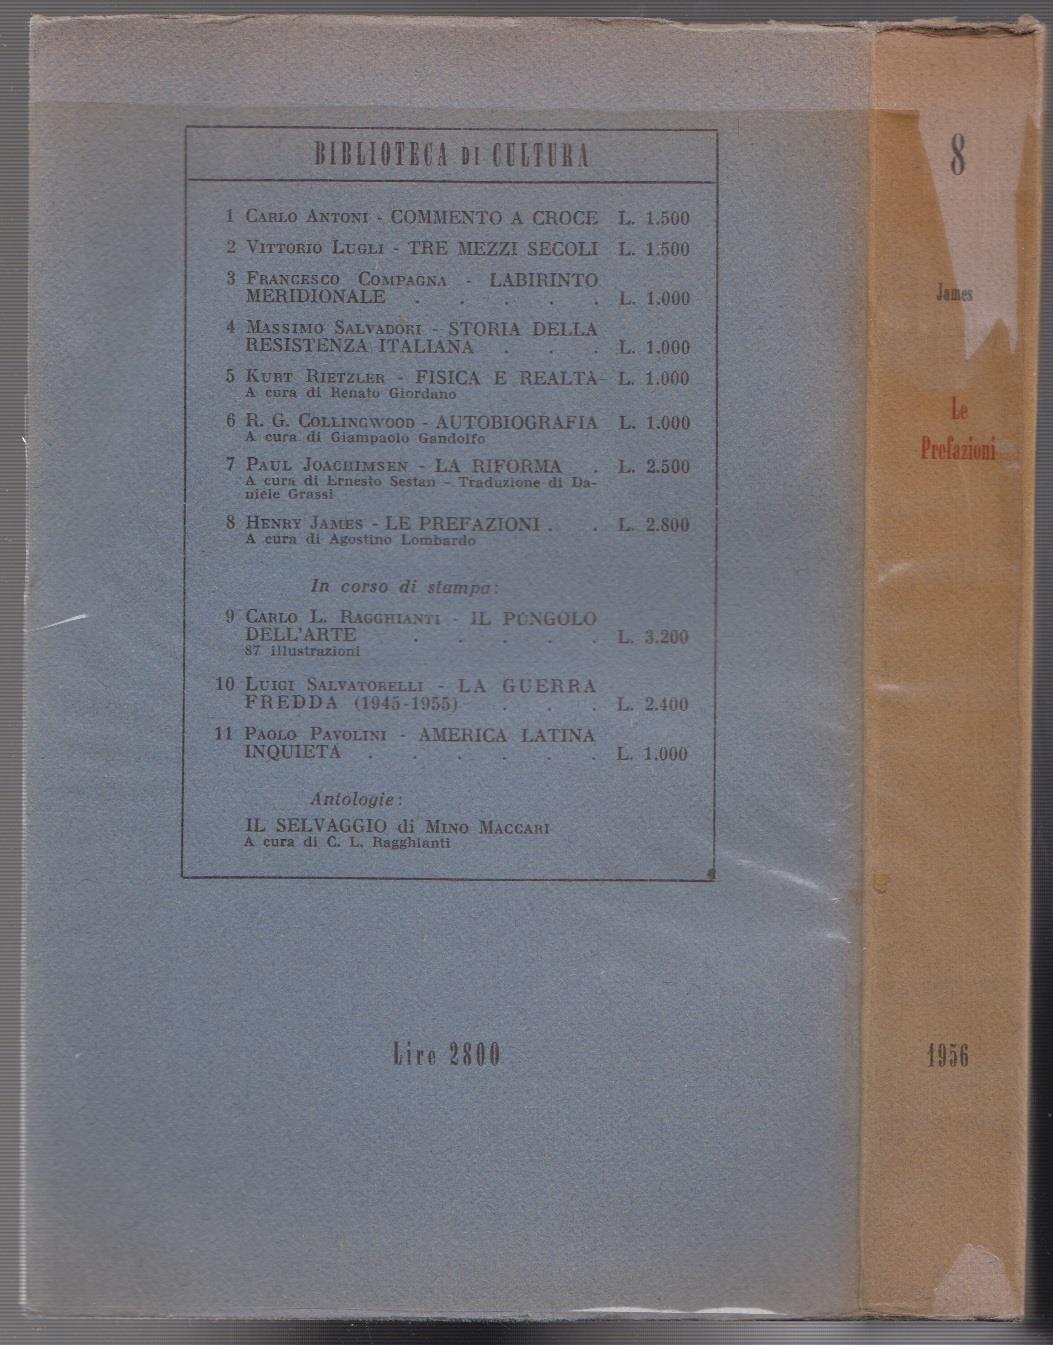 BIBLIOTECA DI CULTURA
1 CARLO ANTONI - COMMENTO A CROCE L. 1.500
2 VITTORIO LUGLI - TRE MEZZI SECOLI L. 1.500
3 FRANCESCO COMPAGNA - LABIRINTO
MERIDIONALE . . . . . L. 1.000
4 MASSIMO SALVADORI - STORIA DELLA
RESISTENZA ITALIANA . . . L. 1.000
5 KURT RIETZLER - FISICA E REALTÀ L. 1.000
A cura di Renato Giordano
6 R. G. COLLINGWOOD - AUTOBIOGRAFIA L. 1.000
A cura di Giampaolo Gandolfo
7 PAUL JOACHIMSEN - LA RIFORMA . L. 2.500
A cura di Ernesto Sestan - Traduzione di Da-
niele Grassi
8 HENRY JAMES - LE PREFAZIONI . . L. 2.800
A cura di Agostino Lombardo
In corso di stampa:
9 CARLO L. RAGGHIANTI - IL PUNGOLO
DELL'ARTE . . . . . L. 3.200
87 illustrazioni
10 LUIGI SALVATORELLI - LA GUERRA
FREDDA (1945-1955) . . . L. 2.400
11 PAOLO PAVOLINI - AMERICA LATINA
INQUIETA . . . . . . L. 1.000
Antologie:
IL SELVAGGIO di MINO MACCARI
A cura di C. L. Ragghianti
Lire 2800
8
James
Le
Prefazioni
1956